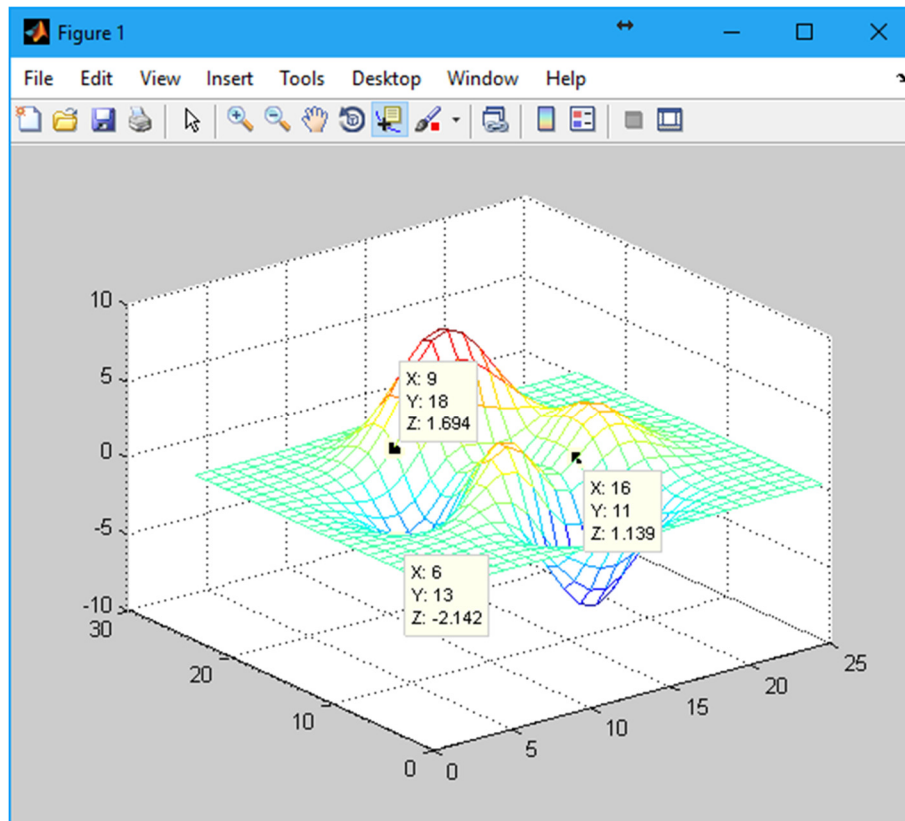 Figure 1
File Edit View Insert Tools Desktop Window Help
10
5
0
-5
-10
X: 9
Y: 18
Z: 1.694
X: 16
Y: 11
Z: 1.139
X: 6
Y: 13
Z: -2.142
30
20
10
0
0
5
10
15
20
25